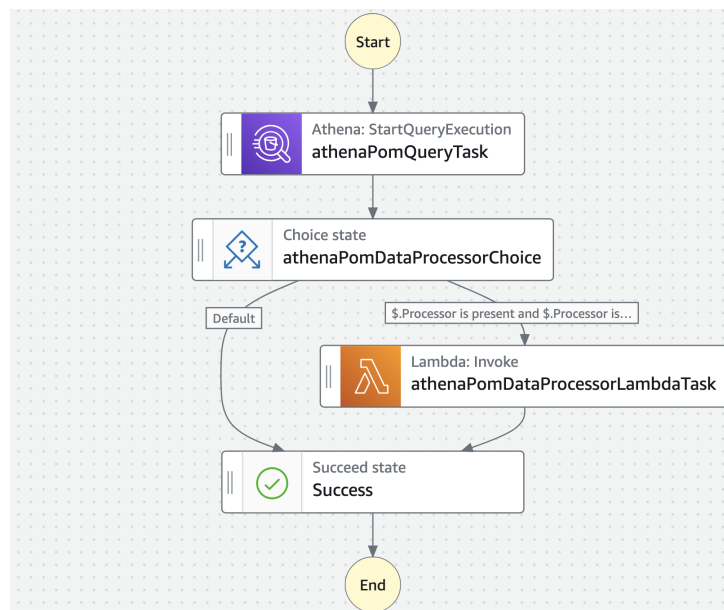 Start
Athena: StartQueryExecution
athenaPomQueryTask
Choice state
athenaPomDataProcessorChoice
Default
$.Processor is present and $.Processor is...
Lambda: Invoke
athenaPomDataProcessorLambdaTask
Succeed state
Success
End